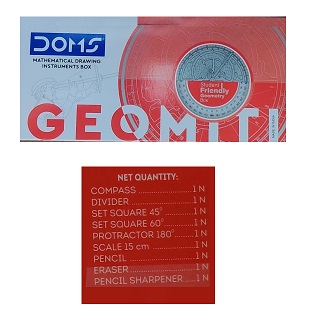 DOMS
MATHEMATICAL DRAWING
INSTRUMENTS BOX
Student
Friendly
Geometry
Box
GEOMITI
NET QUANTITY:
COMPASS ..................... 1 N
DIVIDER ....................... 1 N
SET SQUARE 45° ........... 1 N
SET SQUARE 60° ........... 1 N
PROTRACTOR 180° ........ 1 N
SCALE 15 cm ................. 1 N
PENCIL ......................... 1 N
ERASER ........................ 1 N
PENCIL SHARPENER ...... 1 N